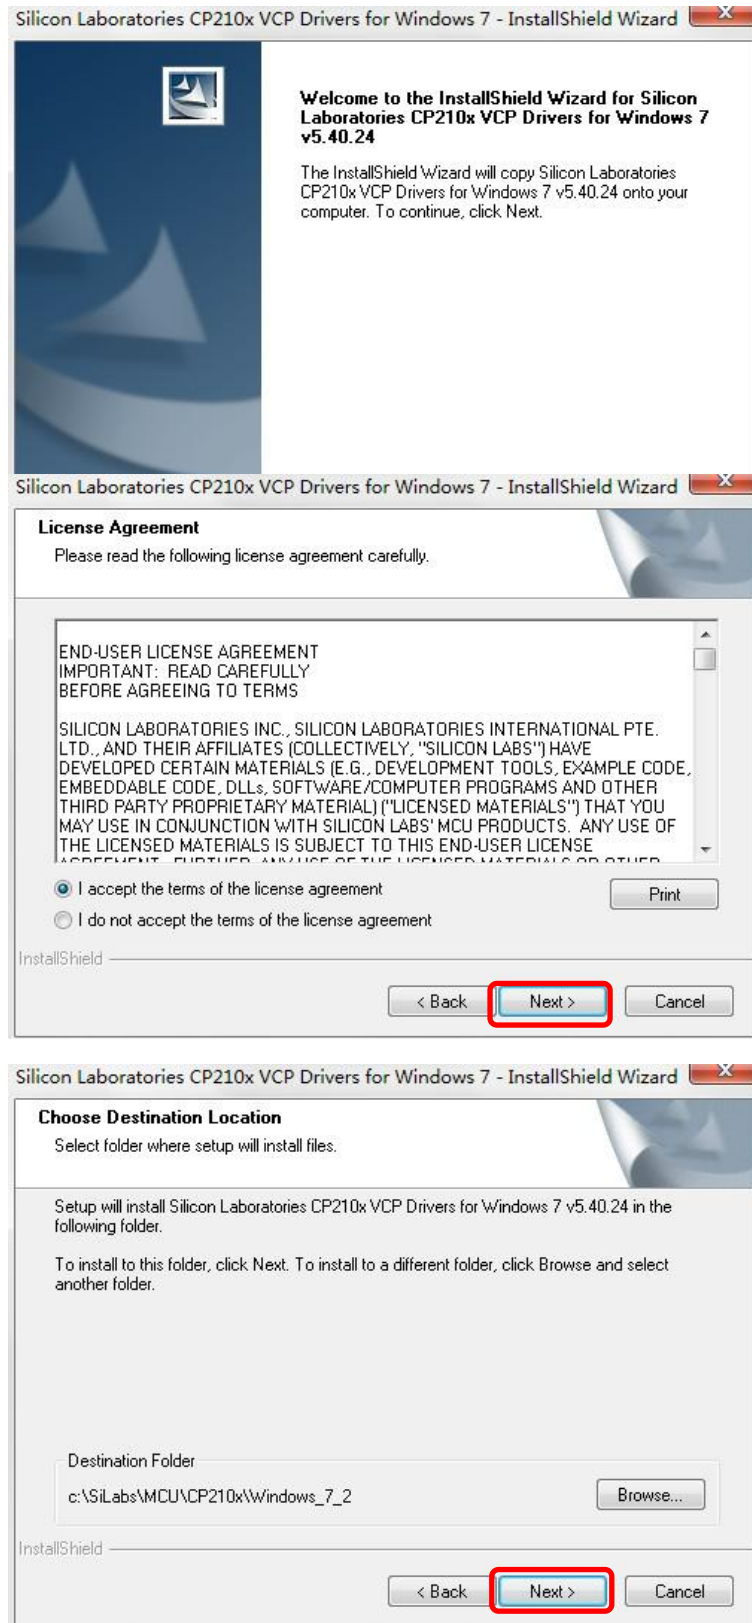 Silicon Laboratories CP210x VCP Drivers for Windows 7 - InstallShield Wizard
Welcome to the InstallShield Wizard for Silicon
Laboratories CP210x VCP Drivers for Windows 7
v5.40.24
The InstallShield Wizard will copy Silicon Laboratories
CP210x VCP Drivers for Windows 7 v5.40.24 onto your
computer. To continue, click Next.
Silicon Laboratories CP210x VCP Drivers for Windows 7 - InstallShield Wizard
License Agreement
Please read the following license agreement carefully.
END-USER LICENSE AGREEMENT
IMPORTANT: READ CAREFULLY
BEFORE AGREEING TO TERMS
SILICON LABORATORIES INC., SILICON LABORATORIES INTERNATIONAL PTE.
LTD., AND THEIR AFFILIATES (COLLECTIVELY, "SILICON LABS") HAVE
DEVELOPED CERTAIN MATERIALS (E.G., DEVELOPMENT TOOLS, EXAMPLE CODE,
EMBEDDABLE CODE, DLLs, SOFTWARE/COMPUTER PROGRAMS AND OTHER
THIRD PARTY PROPRIETARY MATERIAL) ("LICENSED MATERIALS") THAT YOU
MAY USE IN CONJUNCTION WITH SILICON LABS' MCU PRODUCTS. ANY USE OF
THE LICENSED MATERIALS IS SUBJECT TO THIS END-USER LICENSE
AGREEMENT. FURTHER, ANY USE OF THE LICENSED MATERIALS OR OTHER
I accept the terms of the license agreement
Print
I do not accept the terms of the license agreement
InstallShield
< Back Next > Cancel
Silicon Laboratories CP210x VCP Drivers for Windows 7 - InstallShield Wizard
Choose Destination Location
Select folder where setup will install files.
Setup will install Silicon Laboratories CP210x VCP Drivers for Windows 7 v5.40.24 in the
following folder.
To install to this folder, click Next. To install to a different folder, click Browse and select
another folder.
Destination Folder
c:\SiLabs\MCU\CP210x\\Windows_7_2
Browse...
InstallShield
< Back Next > Cancel